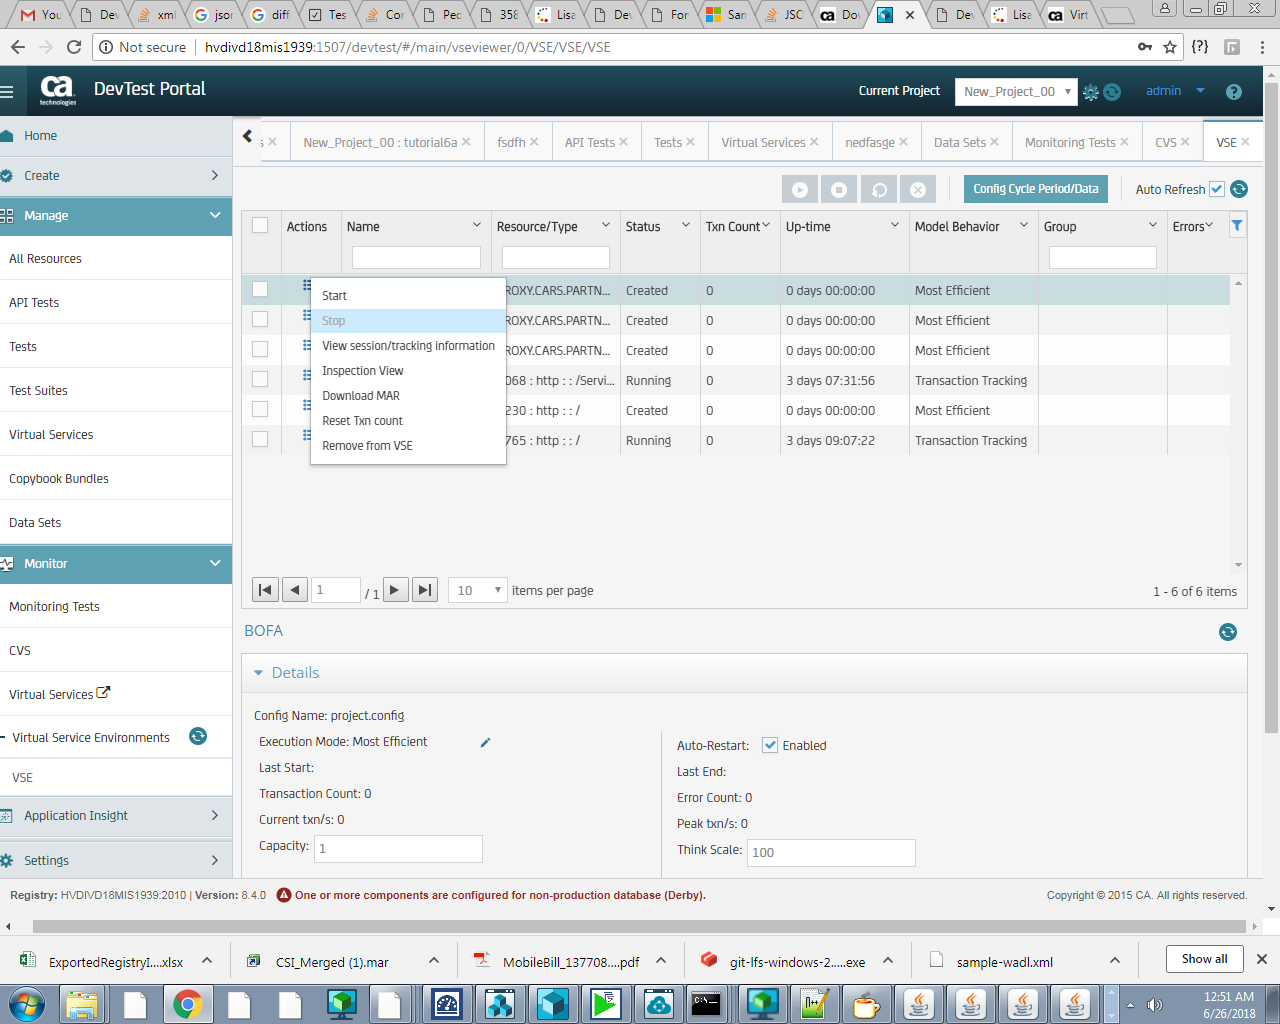 You
Dev
xml
jsor
diff
Tes
Cor
Pec
358
Lisa
Dev
For
San
JSC
Dov
Dev
Lisa
Virt
Not secure | hvdivd18mis1939:1507/devtest/#/main/vseviewer/0/VSE/VSE/VSE
ca technologies
DevTest Portal
Current Project
New_Project_00
admin
Home
Create
Manage
All Resources
API Tests
Tests
Test Suites
Virtual Services
Copybook Bundles
Data Sets
Monitor
Monitoring Tests
CVS
Virtual Services
Virtual Service Environments
VSE
Application Insight
Settings
s
New_Project_00 : tutorial6a
fsdfh
API Tests
Tests
Virtual Services
nedfasge
Data Sets
Monitoring Tests
CVS
VSE
Config Cycle Period/Data
Auto Refresh
Actions Name Resource/Type Status Txn Count Up-time Model Behavior Group Errors
ROXY.CARS.PARTN... Created 0 0 days 00:00:00 Most Efficient
ROXY.CARS.PARTN... Created 0 0 days 00:00:00 Most Efficient
ROXY.CARS.PARTN... Created 0 0 days 00:00:00 Most Efficient
068 : http : : /Servi... Running 0 3 days 07:31:56 Transaction Tracking
230 : http : : / Created 0 0 days 00:00:00 Most Efficient
765 : http : : / Running 0 3 days 09:07:22 Transaction Tracking
Start
Stop
View session/tracking information
Inspection View
Download MAR
Reset Txn count
Remove from VSE
1 / 1
10 items per page
1 - 6 of 6 items
BOFA
Details
Config Name: project.config
Execution Mode: Most Efficient
Last Start:
Transaction Count: 0
Current txn/s: 0
Capacity: 1
Auto-Restart: Enabled
Last End:
Error Count: 0
Peak txn/s: 0
Think Scale: 100
Registry: HVDIVD18MIS1939:2010 | Version: 8.4.0
One or more components are configured for non-production database (Derby).
Copyright © 2015 CA. All rights reserved.
ExportedRegistryI....xlsx
CSI_Merged (1).mar
MobileBill_137708....pdf
git-lfs-windows-2.....exe
sample-wadl.xml
Show all
12:51 AM
6/26/2018